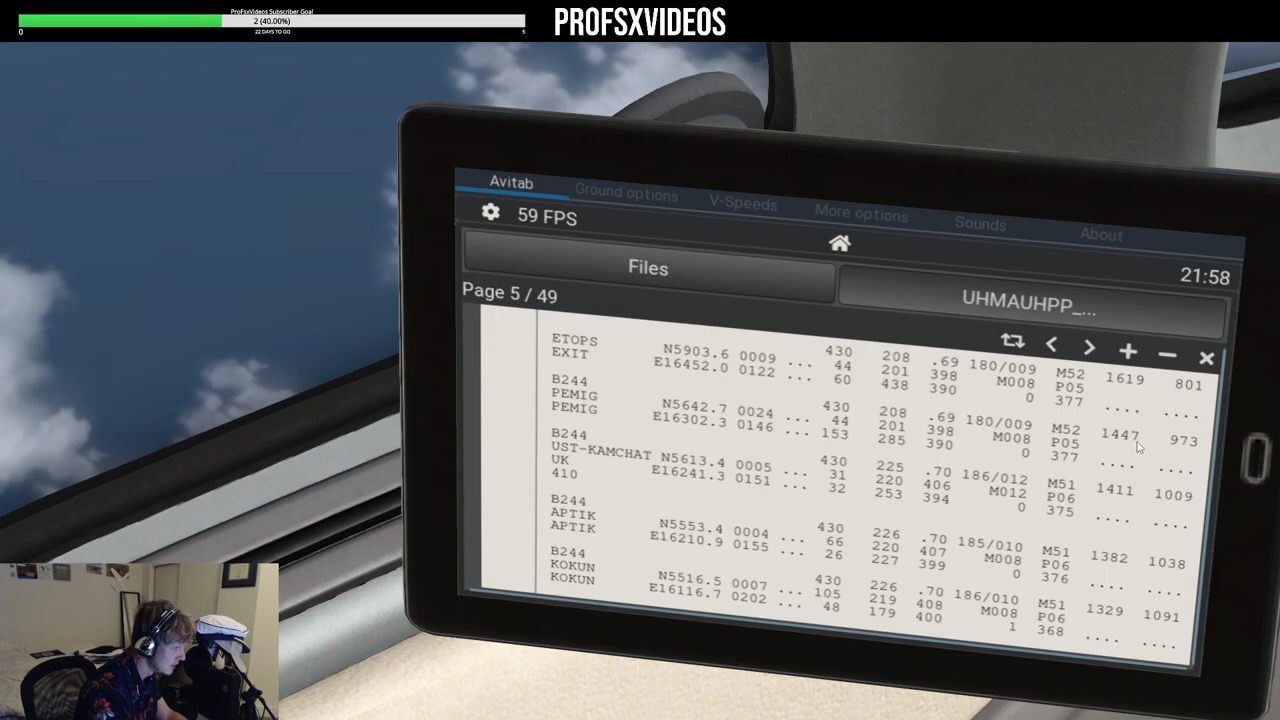 ProFsxVideos Subscriber Goal
2 (40.00%)
0 22 DAYS TO GO 5
PROFSXVIDEOS
Avitab Ground options V-Speeds More options Sounds About
59 FPS
21:58
Files UHMAUHPP_...
Page 5 / 49
ETOPS N5903.6 0009 ... 430 208 .69 180/009 M52 1619 801
EXIT E16452.0 0122 ... 44 201 398 M008 P05
60 438 390 0 377 .... ....
B244
PEMIG N5642.7 0024 ... 430 208 .69 180/009 M52 1447 973
PEMIG E16302.3 0146 ... 44 201 398 M008 P05
153 285 390 0 377 .... ....
B244
UST-KAMCHAT N5613.4 0005 ... 430 225 .70 186/012 M51 1411 1009
UK E16241.3 0151 ... 31 220 406 M012 P06
410 32 253 394 0 375 .... ....
B244
APTIK N5553.4 0004 ... 430 226 .70 185/010 M51 1382 1038
APTIK E16210.9 0155 ... 66 220 407 M008 P06
26 227 399 0 376 .... ....
B244
KOKUN N5516.5 0007 ... 430 226 .70 186/010 M51 1329 1091
KOKUN E16116.7 0202 ... 105 219 408 M008 P06
48 179 400 1 368 .... ....